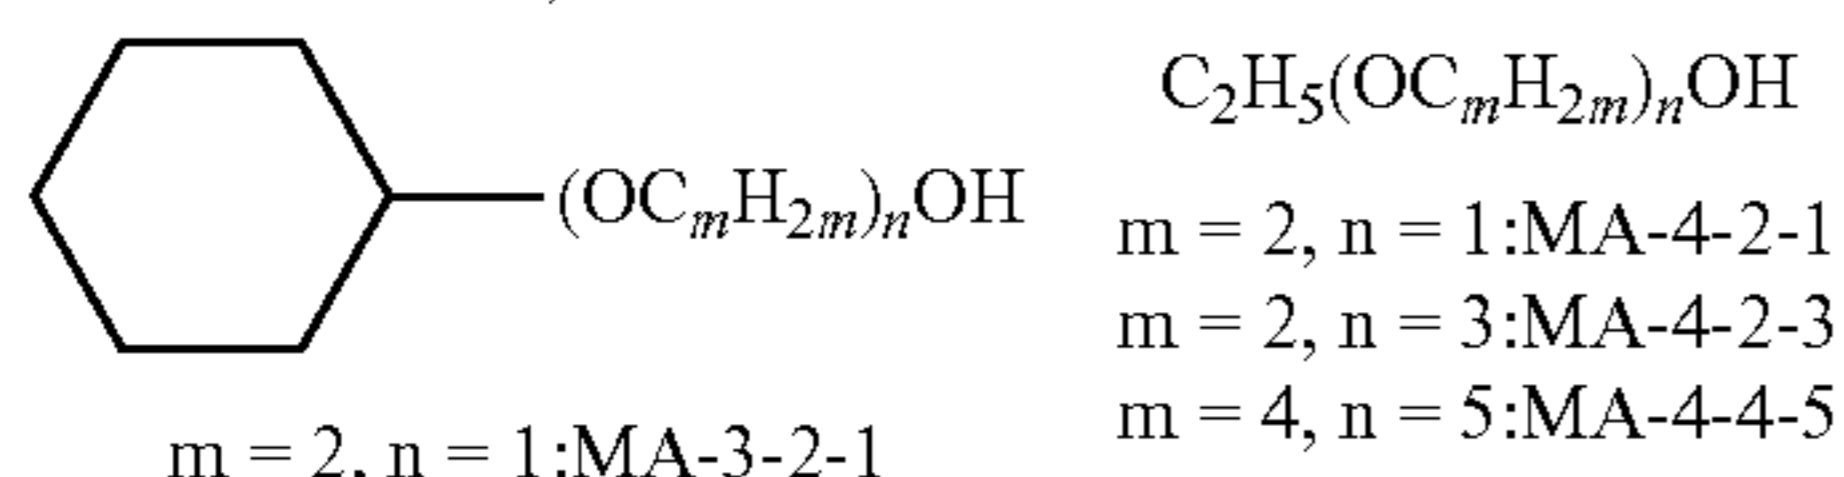 (OCₘH₂ₘ)ₙOH
m = 2, n = 1:MA-3-2-1
C₂H₅(OCₘH₂ₘ)ₙOH
m = 2, n = 1:MA-4-2-1
m = 2, n = 3:MA-4-2-3
m = 4, n = 5:MA-4-4-5